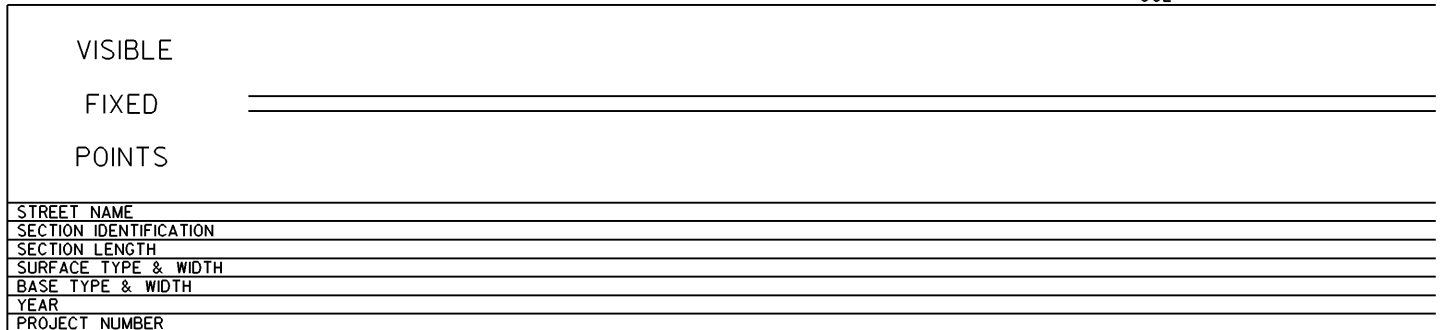 VISIBLE
FIXED
POINTS
STREET NAME
SECTION IDENTIFICATION
SECTION LENGTH
SURFACE TYPE & WIDTH
BASE TYPE & WIDTH
YEAR
PROJECT NUMBER